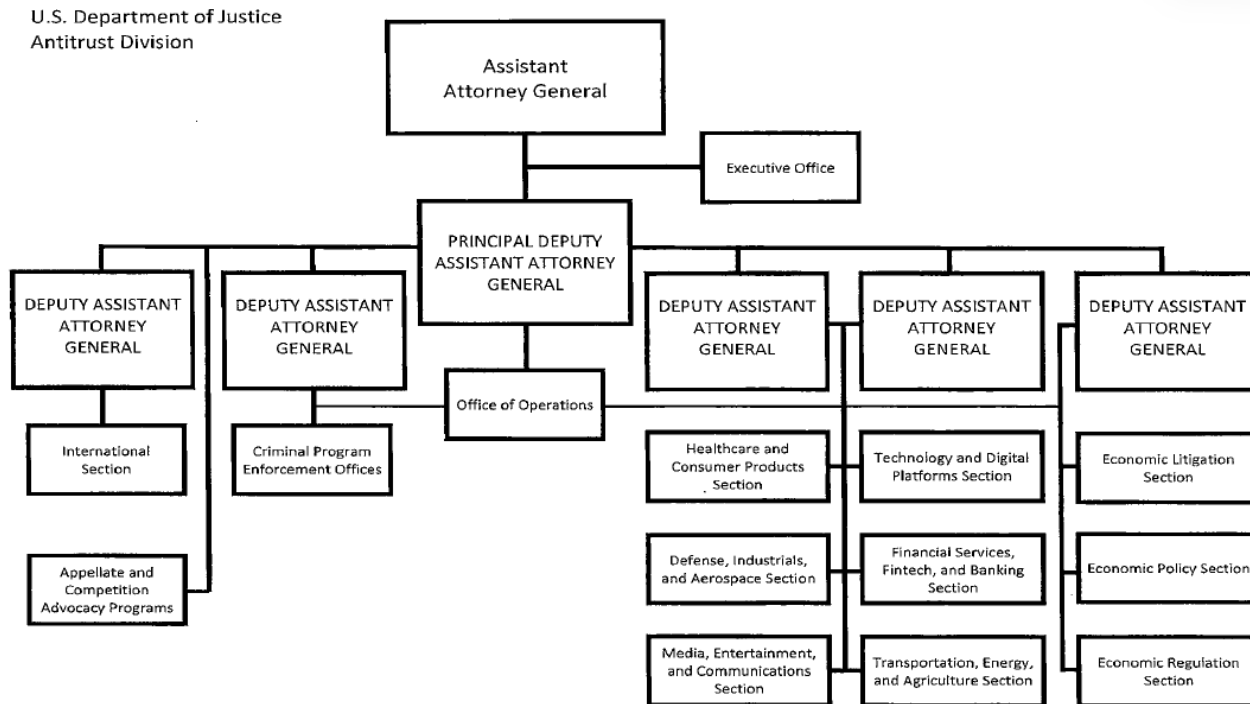 U.S. Department of Justice
Antitrust Division
Assistant
Attorney General
Executive Office
PRINCIPAL DEPUTY
ASSISTANT ATTORNEY
GENERAL
DEPUTY ASSISTANT
ATTORNEY
GENERAL
DEPUTY ASSISTANT
ATTORNEY
GENERAL
DEPUTY ASSISTANT
ATTORNEY
GENERAL
DEPUTY ASSISTANT
ATTORNEY
GENERAL
DEPUTY ASSISTANT
ATTORNEY
GENERAL
Office of Operations
International
Section
Criminal Program
Enforcement Offices
Healthcare and
Consumer Products
Section
Technology and Digital
Platforms Section
Economic Litigation
Section
Appellate and
Competition
Advocacy Programs
Defense, Industrials,
and Aerospace Section
Financial Services,
Fintech, and Banking
Section
Economic Policy Section
Media, Entertainment,
and Communications
Section
Transportation, Energy,
and Agriculture Section
Economic Regulation
Section